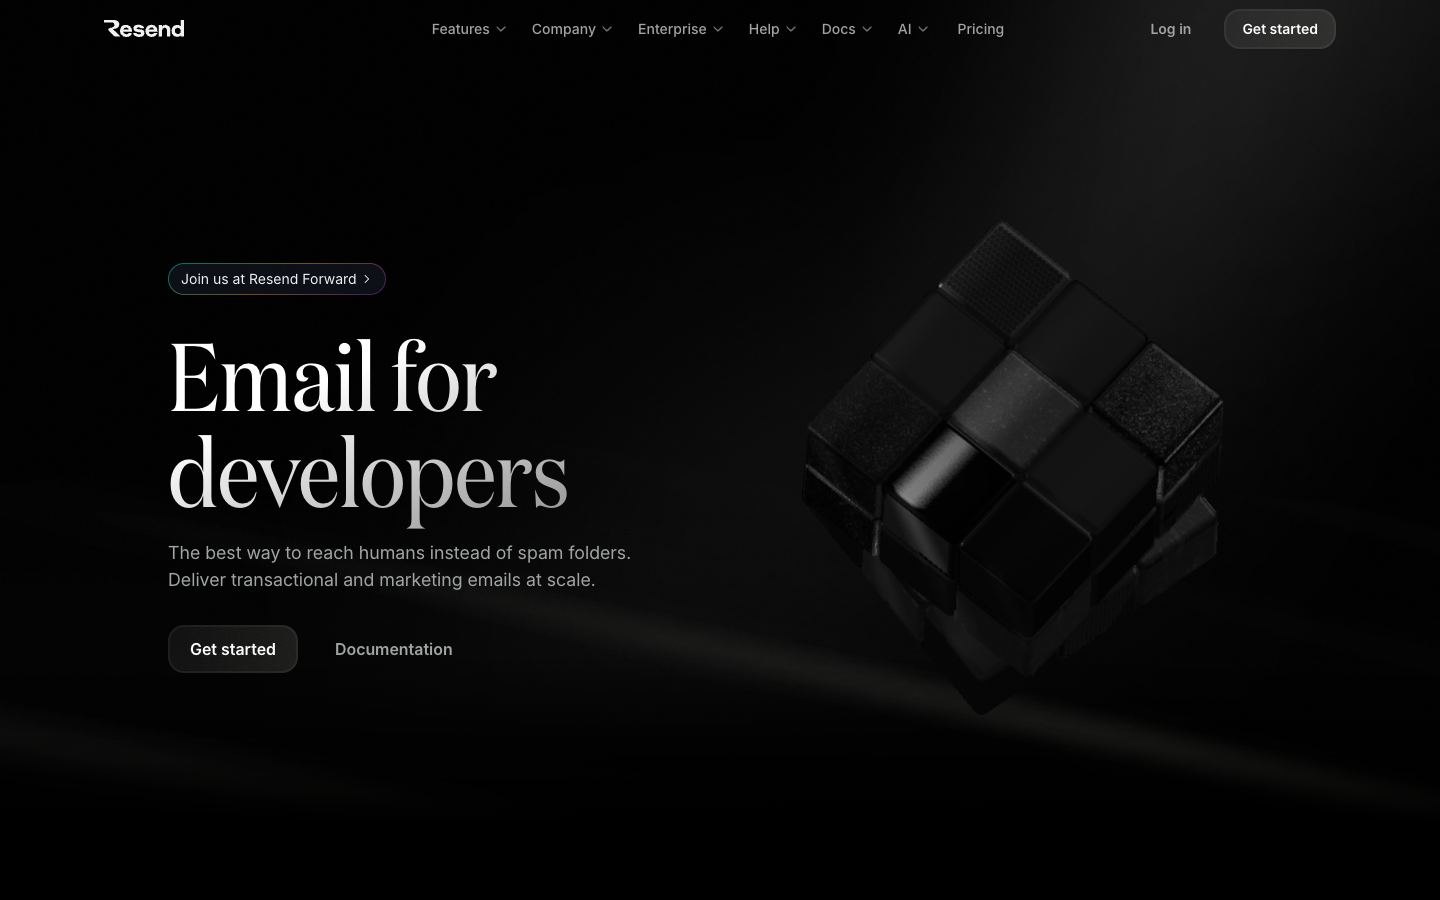 Resend
Features
Company
Enterprise
Help
Docs
AI
Pricing
Log in
Get started
Join us at Resend Forward
Email for
developers
The best way to reach humans instead of spam folders.
Deliver transactional and marketing emails at scale.
Get started
Documentation